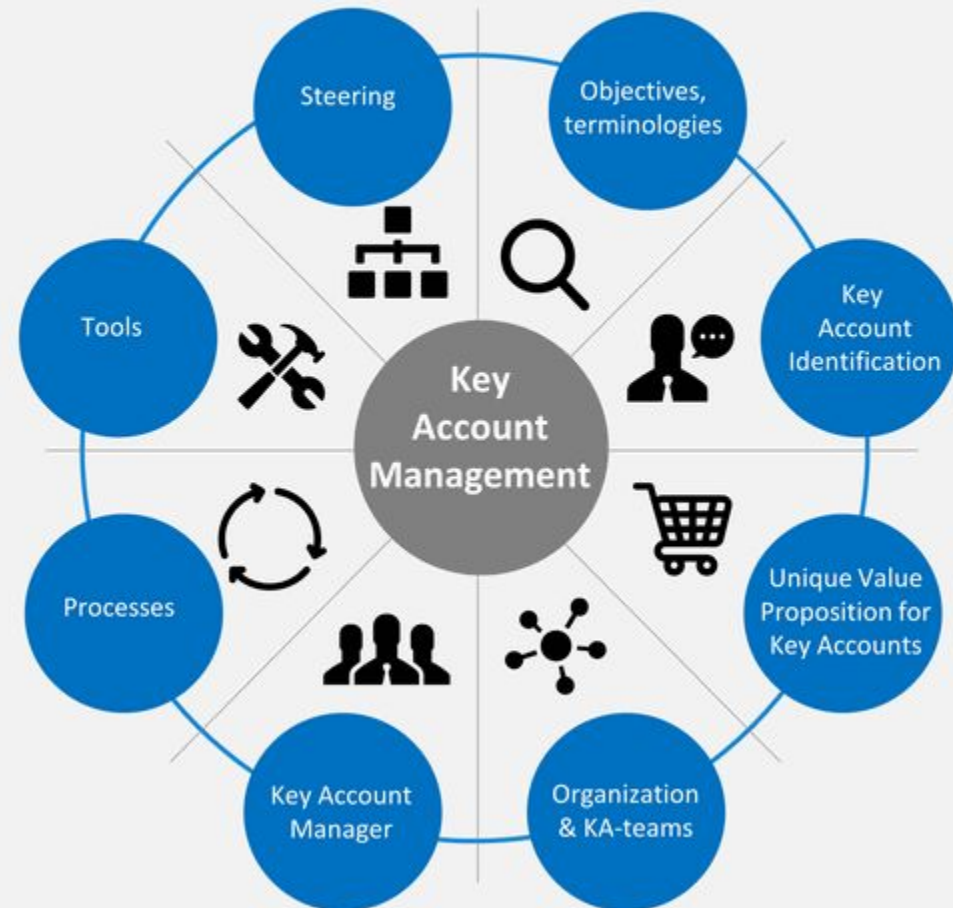 Steering
Objectives,
terminologies
Tools
Key
Account
Identification
Key
Account
Management
Processes
Unique Value
Proposition for
Key Accounts
Key Account
Manager
Organization
& KA-teams